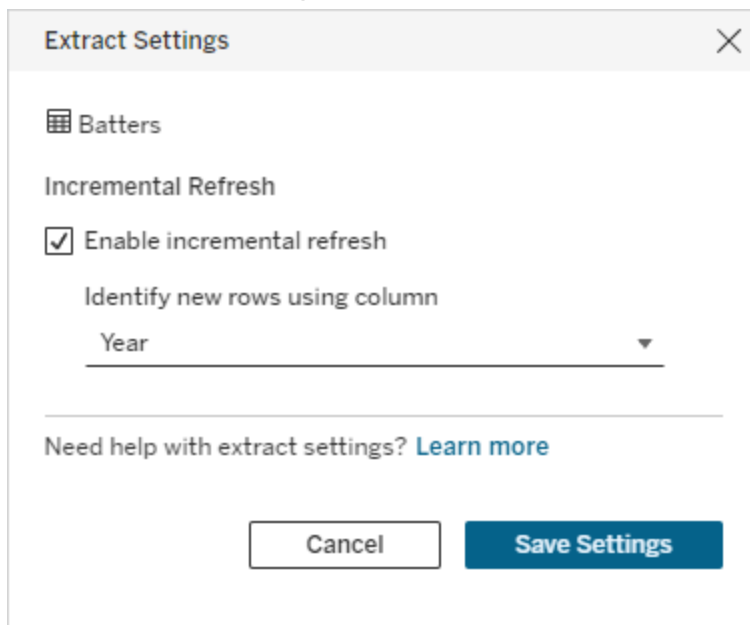 Extract Settings
Batters
Incremental Refresh
Enable incremental refresh
Identify new rows using column
Year
Need help with extract settings? Learn more
Cancel Save Settings